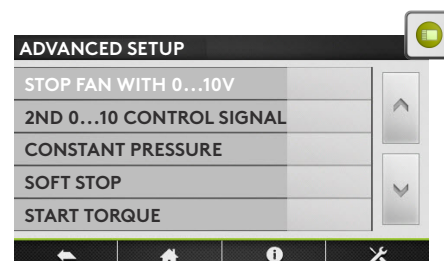 ADVANCED SETUP
STOP FAN WITH 0...10V
2ND 0...10 CONTROL SIGNAL
CONSTANT PRESSURE
SOFT STOP
START TORQUE